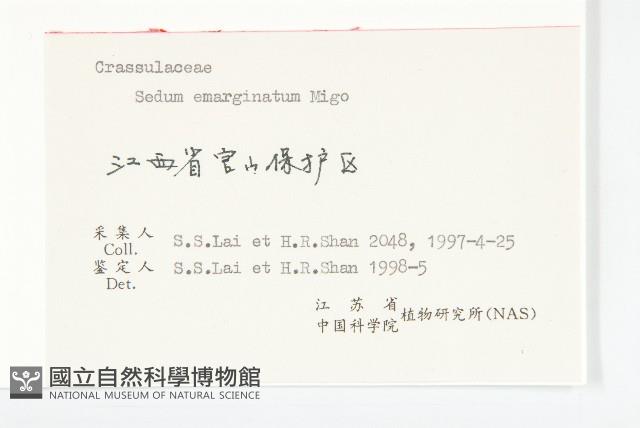 Crassulaceae
Sedum emarginatum Migo
江西省官山保护区
采集人 S.S.Lai et H.R.Shan 2048, 1997-4-25
Coll.
鉴定人 S.S.Lai et H.R.Shan 1998-5
Det.
江苏省
中国科学院 植物研究所(NAS)
國立自然科學博物館
NATIONAL MUSEUM OF NATURAL SCIENCE